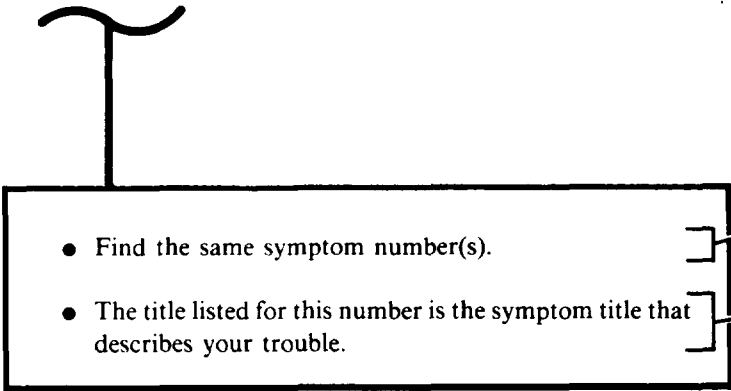 ● Find the same symptom number(s).
● The title listed for this number is the symptom title that
describes your trouble.